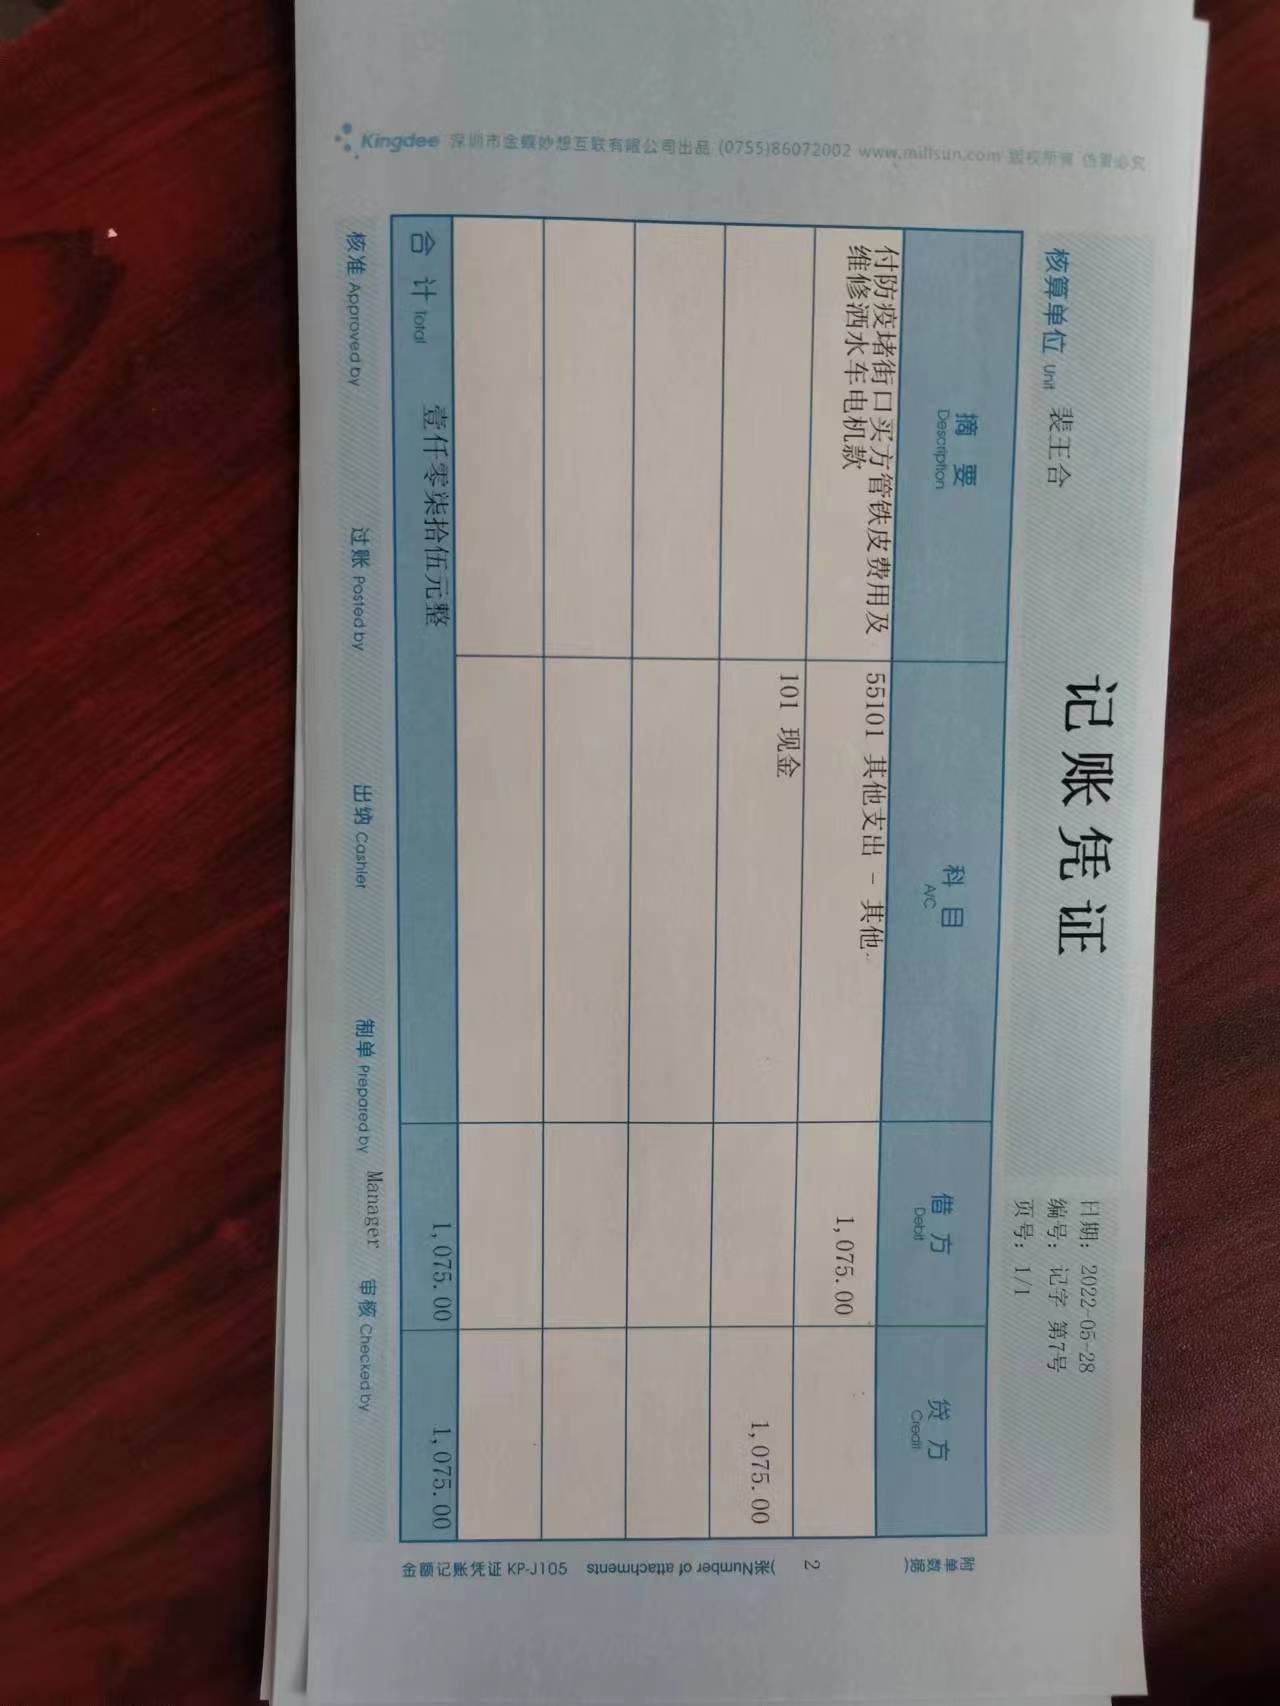 记账凭证
日期: 2022-05-28
核算单位 Unit 裴王合
编号: 记字 第7号
页号: 1/1
摘要 Description 科目 A/C 借方 Debit 贷方 Credit
付防疫堵街口买方管铁皮费用及
维修洒水车电机款
55101 其他支出 - 其他
1,075.00
101 现金
1,075.00
合计 Total 壹仟零柒拾伍元整 1,075.00 1,075.00
核准 Approved by 过账 Posted by 出纳 Cashier 制单 Prepared by Manager 审核 Checked by
附单据数(
2
张Number of attachments)
金额记账凭证 KP-J105
Kingdee 深圳市金蝶妙想互联有限公司出品 (0755)86072002 www.millsun.com 版权所有 伪冒必究